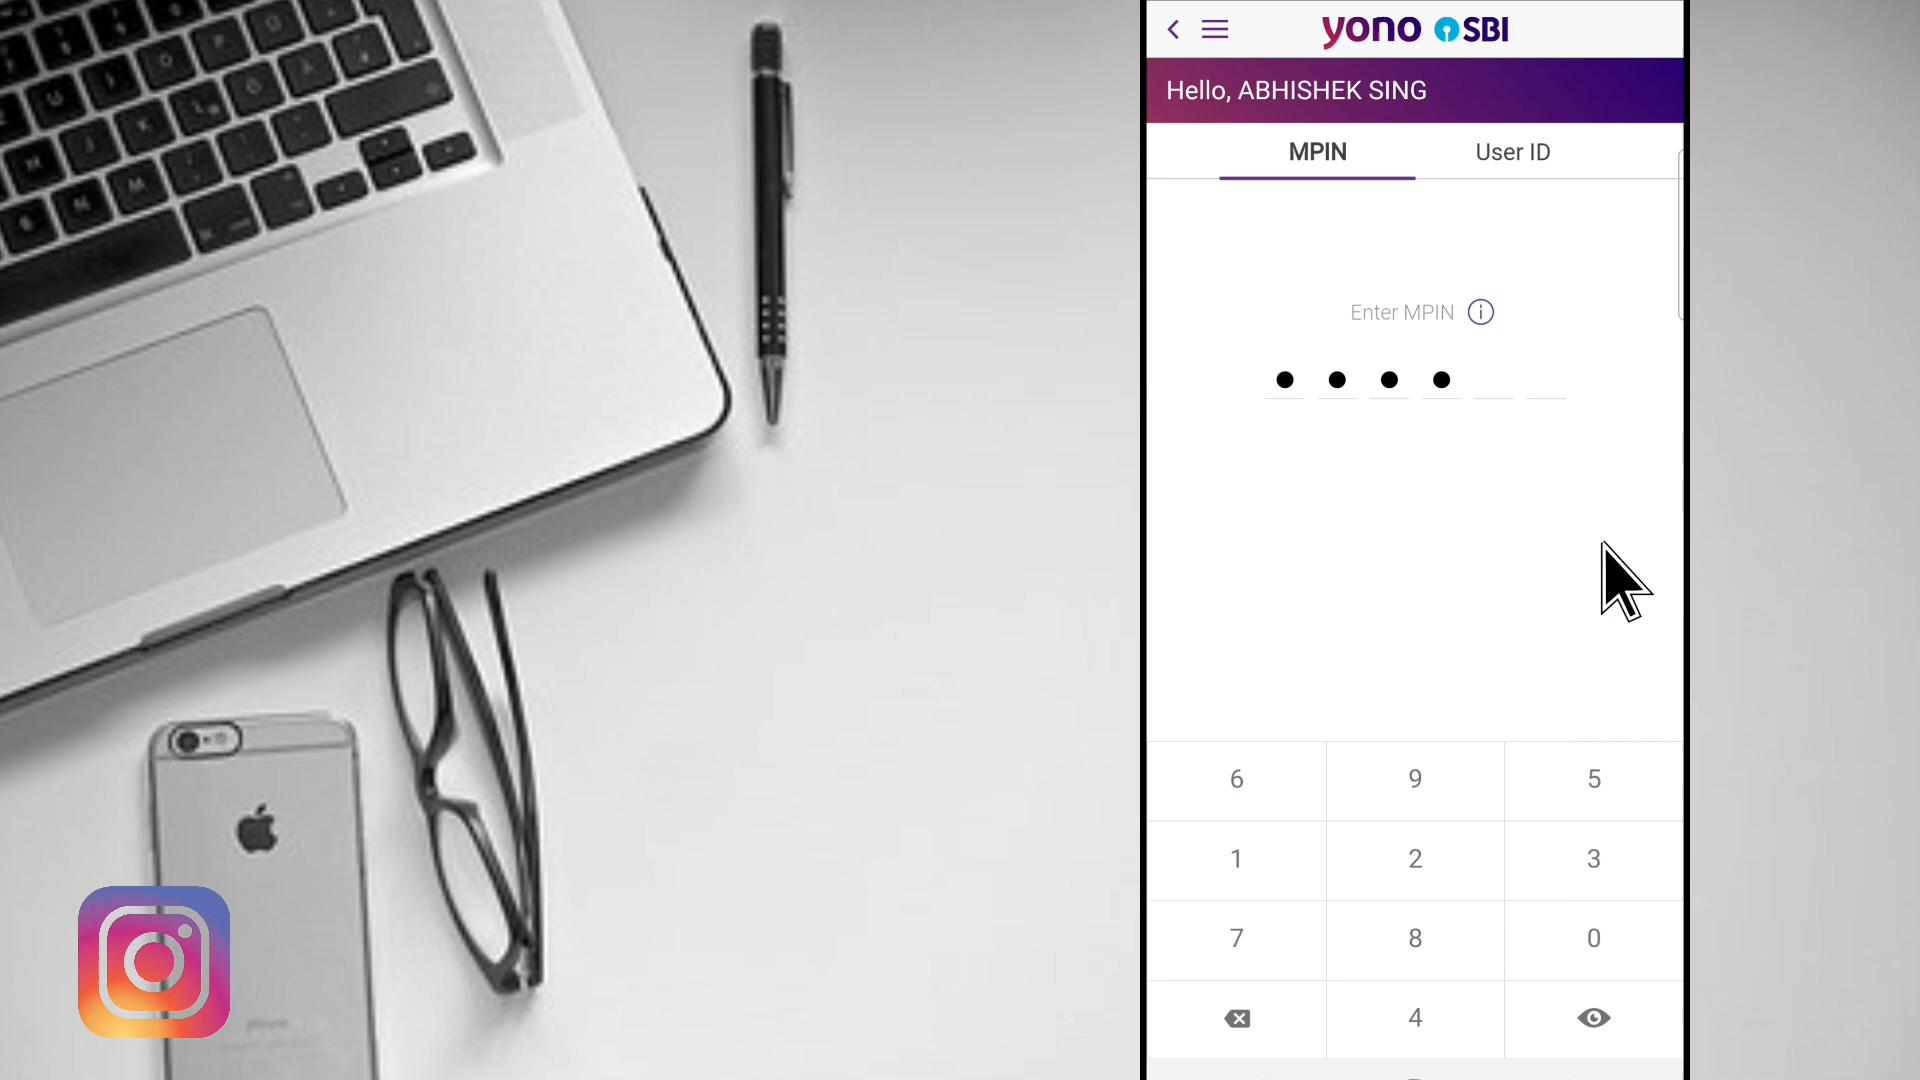 yono SBI
Hello, ABHISHEK SING
MPIN User ID
Enter MPIN
6 9 5
1 2 3
7 8 0
4